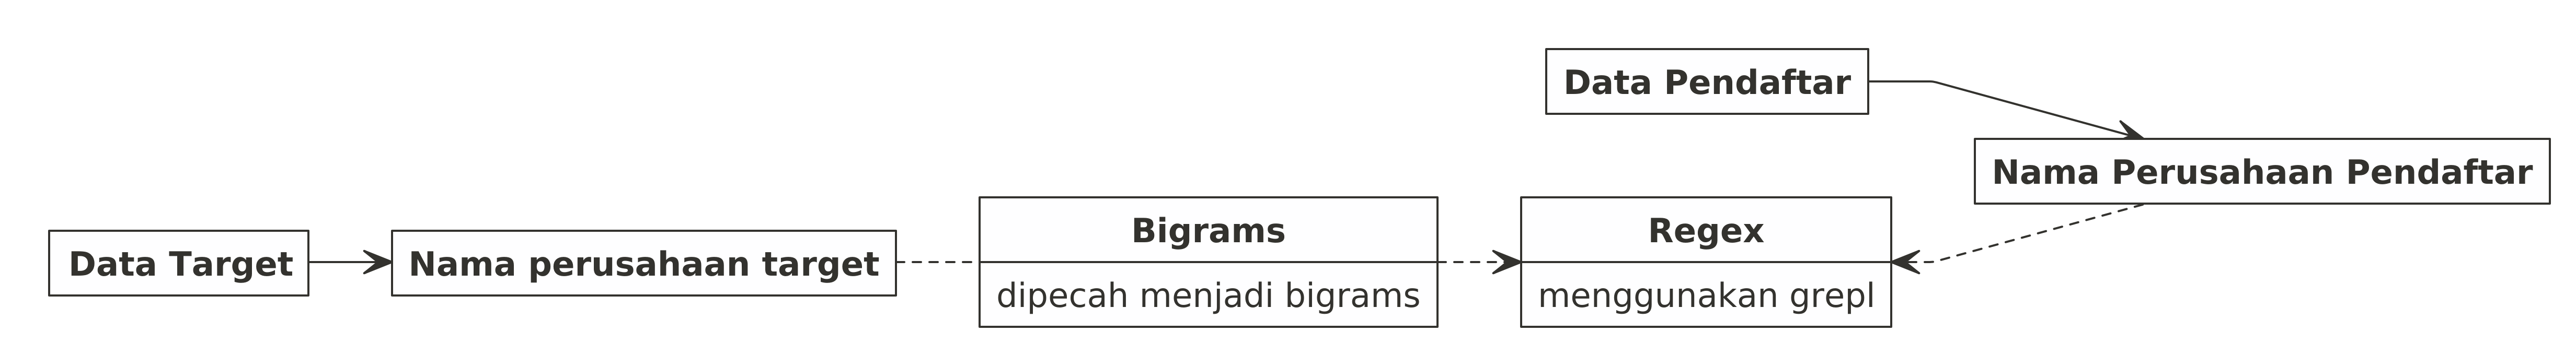 Data Pendaftar
Nama Perusahaan Pendaftar
Data Target
Nama perusahaan target
Bigrams
dipecah menjadi bigrams
Regex
menggunakan grepl